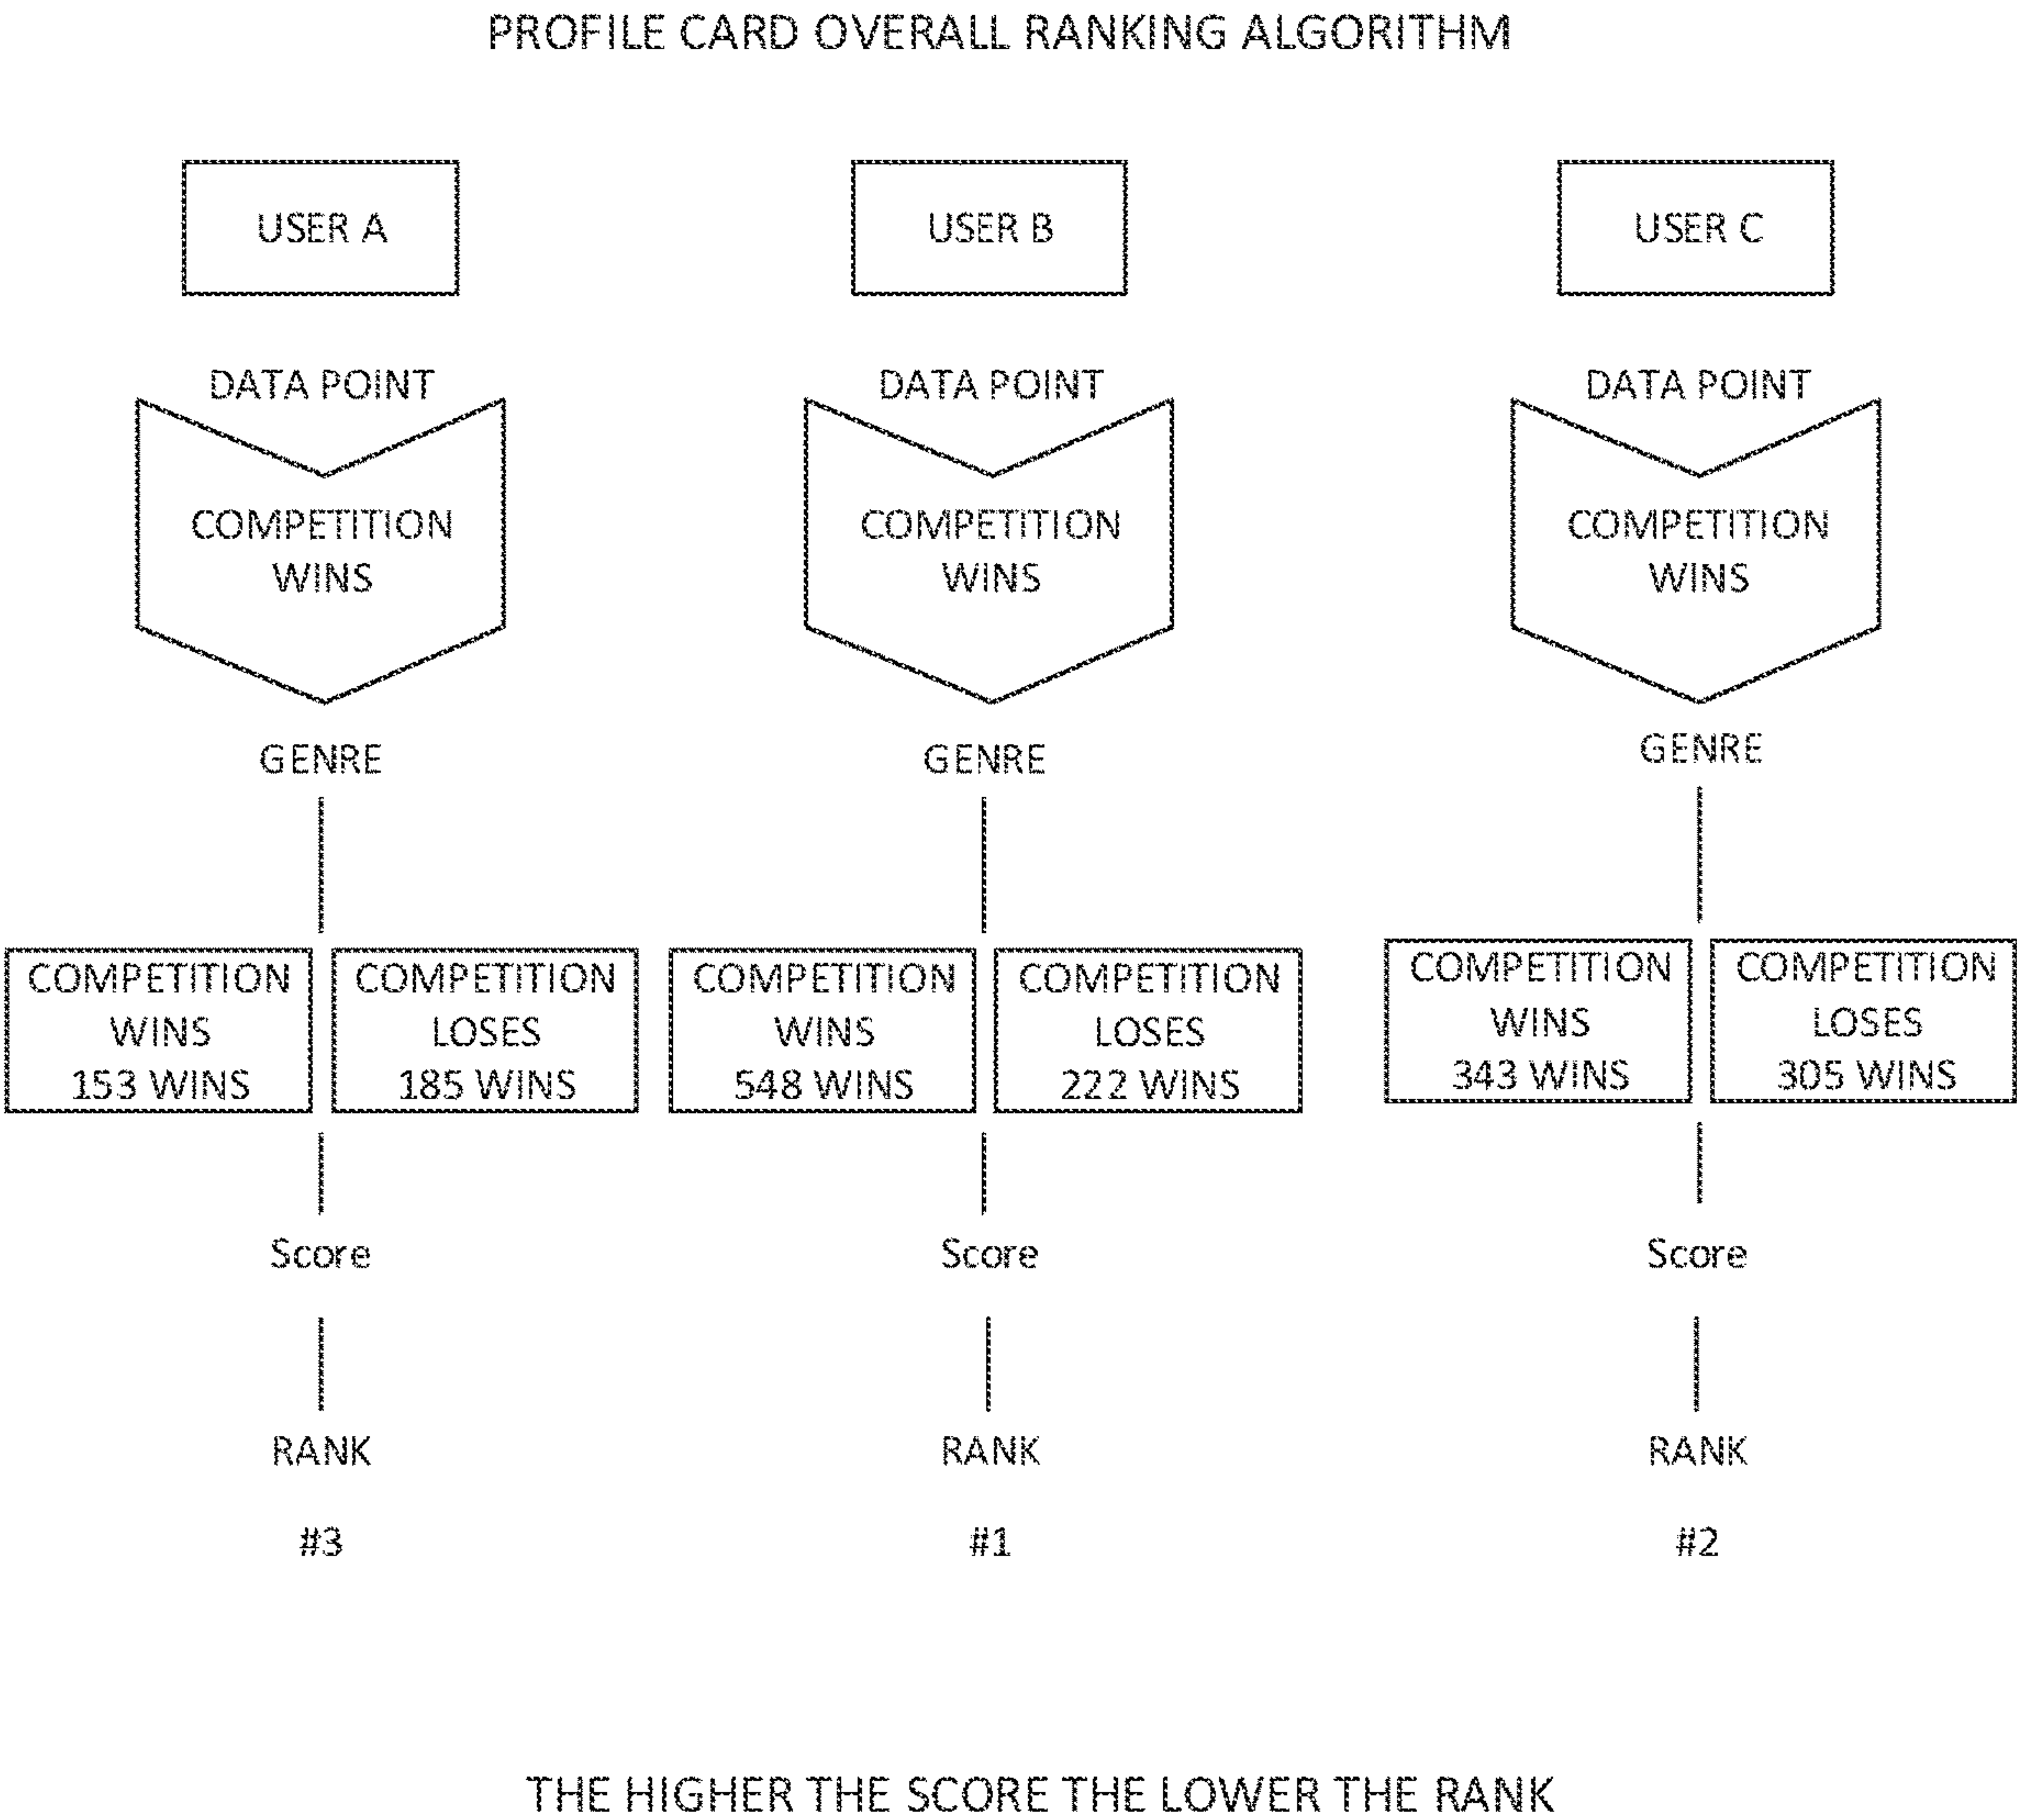 PROFILE CARD OVERALL RANKING ALGORITHM
USER A
USER B
USER C
DATA POINT
DATA POINT
DATA POINT
COMPETITION
WINS
COMPETITION
WINS
COMPETITION
WINS
GENRE
GENRE
GENRE
COMPETITION
WINS
153 WINS
COMPETITION
LOSES
185 WINS
COMPETITION
WINS
548 WINS
COMPETITION
LOSES
222 WINS
COMPETITION
WINS
343 WINS
COMPETITION
LOSES
305 WINS
Score
Score
Score
RANK
RANK
RANK
#3
#1
#2
THE HIGHER THE SCORE THE LOWER THE RANK